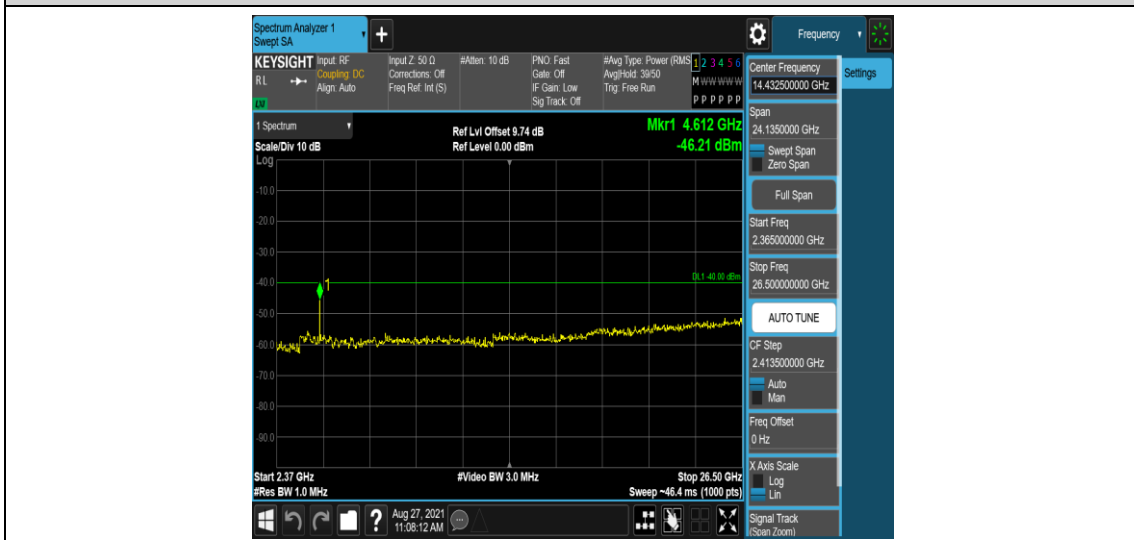 Spectrum Analyzer 1
Swept SA
+
Frequency
KEYSIGHT
RL
Input: RF
Coupling: DC
Align: Auto
Input Z: 50 Ω
Corrections: Off
Freq Ref: Int (S)
#Atten: 10 dB
PNO: Fast
Gate: Off
IF Gain: Low
Sig Track: Off
#Avg Type: Power (RMS
Avg|Hold: 39/50
Trig: Free Run
1 2 3 4 5 6
M W W W W W
P P P P P P
1 Spectrum
Scale/Div 10 dB
Log
Ref Lvl Offset 9.74 dB
Ref Level 0.00 dBm
Mkr1 4.612 GHz
-46.21 dBm
-10.0
-20.0
-30.0
-40.0
-50.0
-60.0
-70.0
-80.0
-90.0
1
DL1 -40.00 dBm
Start 2.37 GHz
#Res BW 1.0 MHz
#Video BW 3.0 MHz
Stop 26.50 GHz
Sweep ~46.4 ms (1000 pts)
?
Aug 27, 2021
11:08:12 AM
Center Frequency
14.432500000 GHz
Settings
Span
24.1350000 GHz
Swept Span
Zero Span
Full Span
Start Freq
2.365000000 GHz
Stop Freq
26.500000000 GHz
AUTO TUNE
CF Step
2.413500000 GHz
Auto
Man
Freq Offset
0 Hz
X Axis Scale
Log
Lin
Signal Track
(Span Zoom)